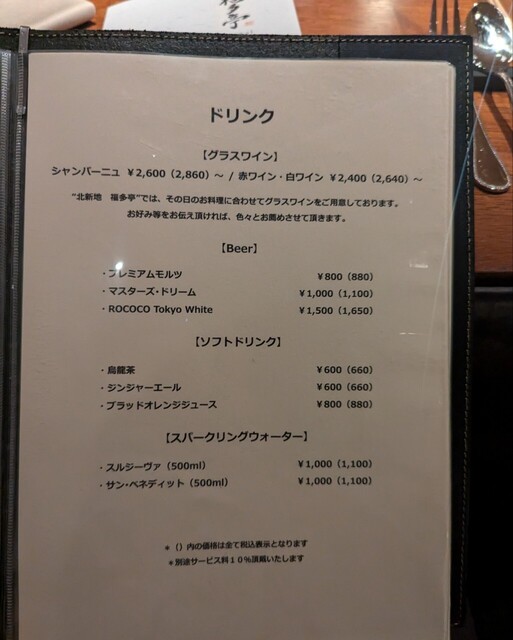 ドリンク
【グラスワイン】
シャンパーニュ ￥2,600（2,860）～ / 赤ワイン・白ワイン ￥2,400（2,640）～
"北新地　福多亭"では、その日のお料理に合わせてグラスワインをご用意しております。
お好み等をお伝え頂ければ、色々とお薦めさせて頂きます。
【Beer】
・プレミアムモルツ ￥800（880）
・マスターズ・ドリーム ￥1,000（1,100）
・ROCOCO Tokyo White ￥1,500（1,650）
【ソフトドリンク】
・烏龍茶 ￥600（660）
・ジンジャーエール ￥600（660）
・ブラッドオレンジジュース ￥800（880）
【スパークリングウォーター】
・スルジーヴァ（500ml） ￥1,000（1,100）
・サン・ベネディット（500ml） ￥1,000（1,100）
＊（）内の価格は全て税込表示となります
＊別途サービス料１０％頂戴いたします